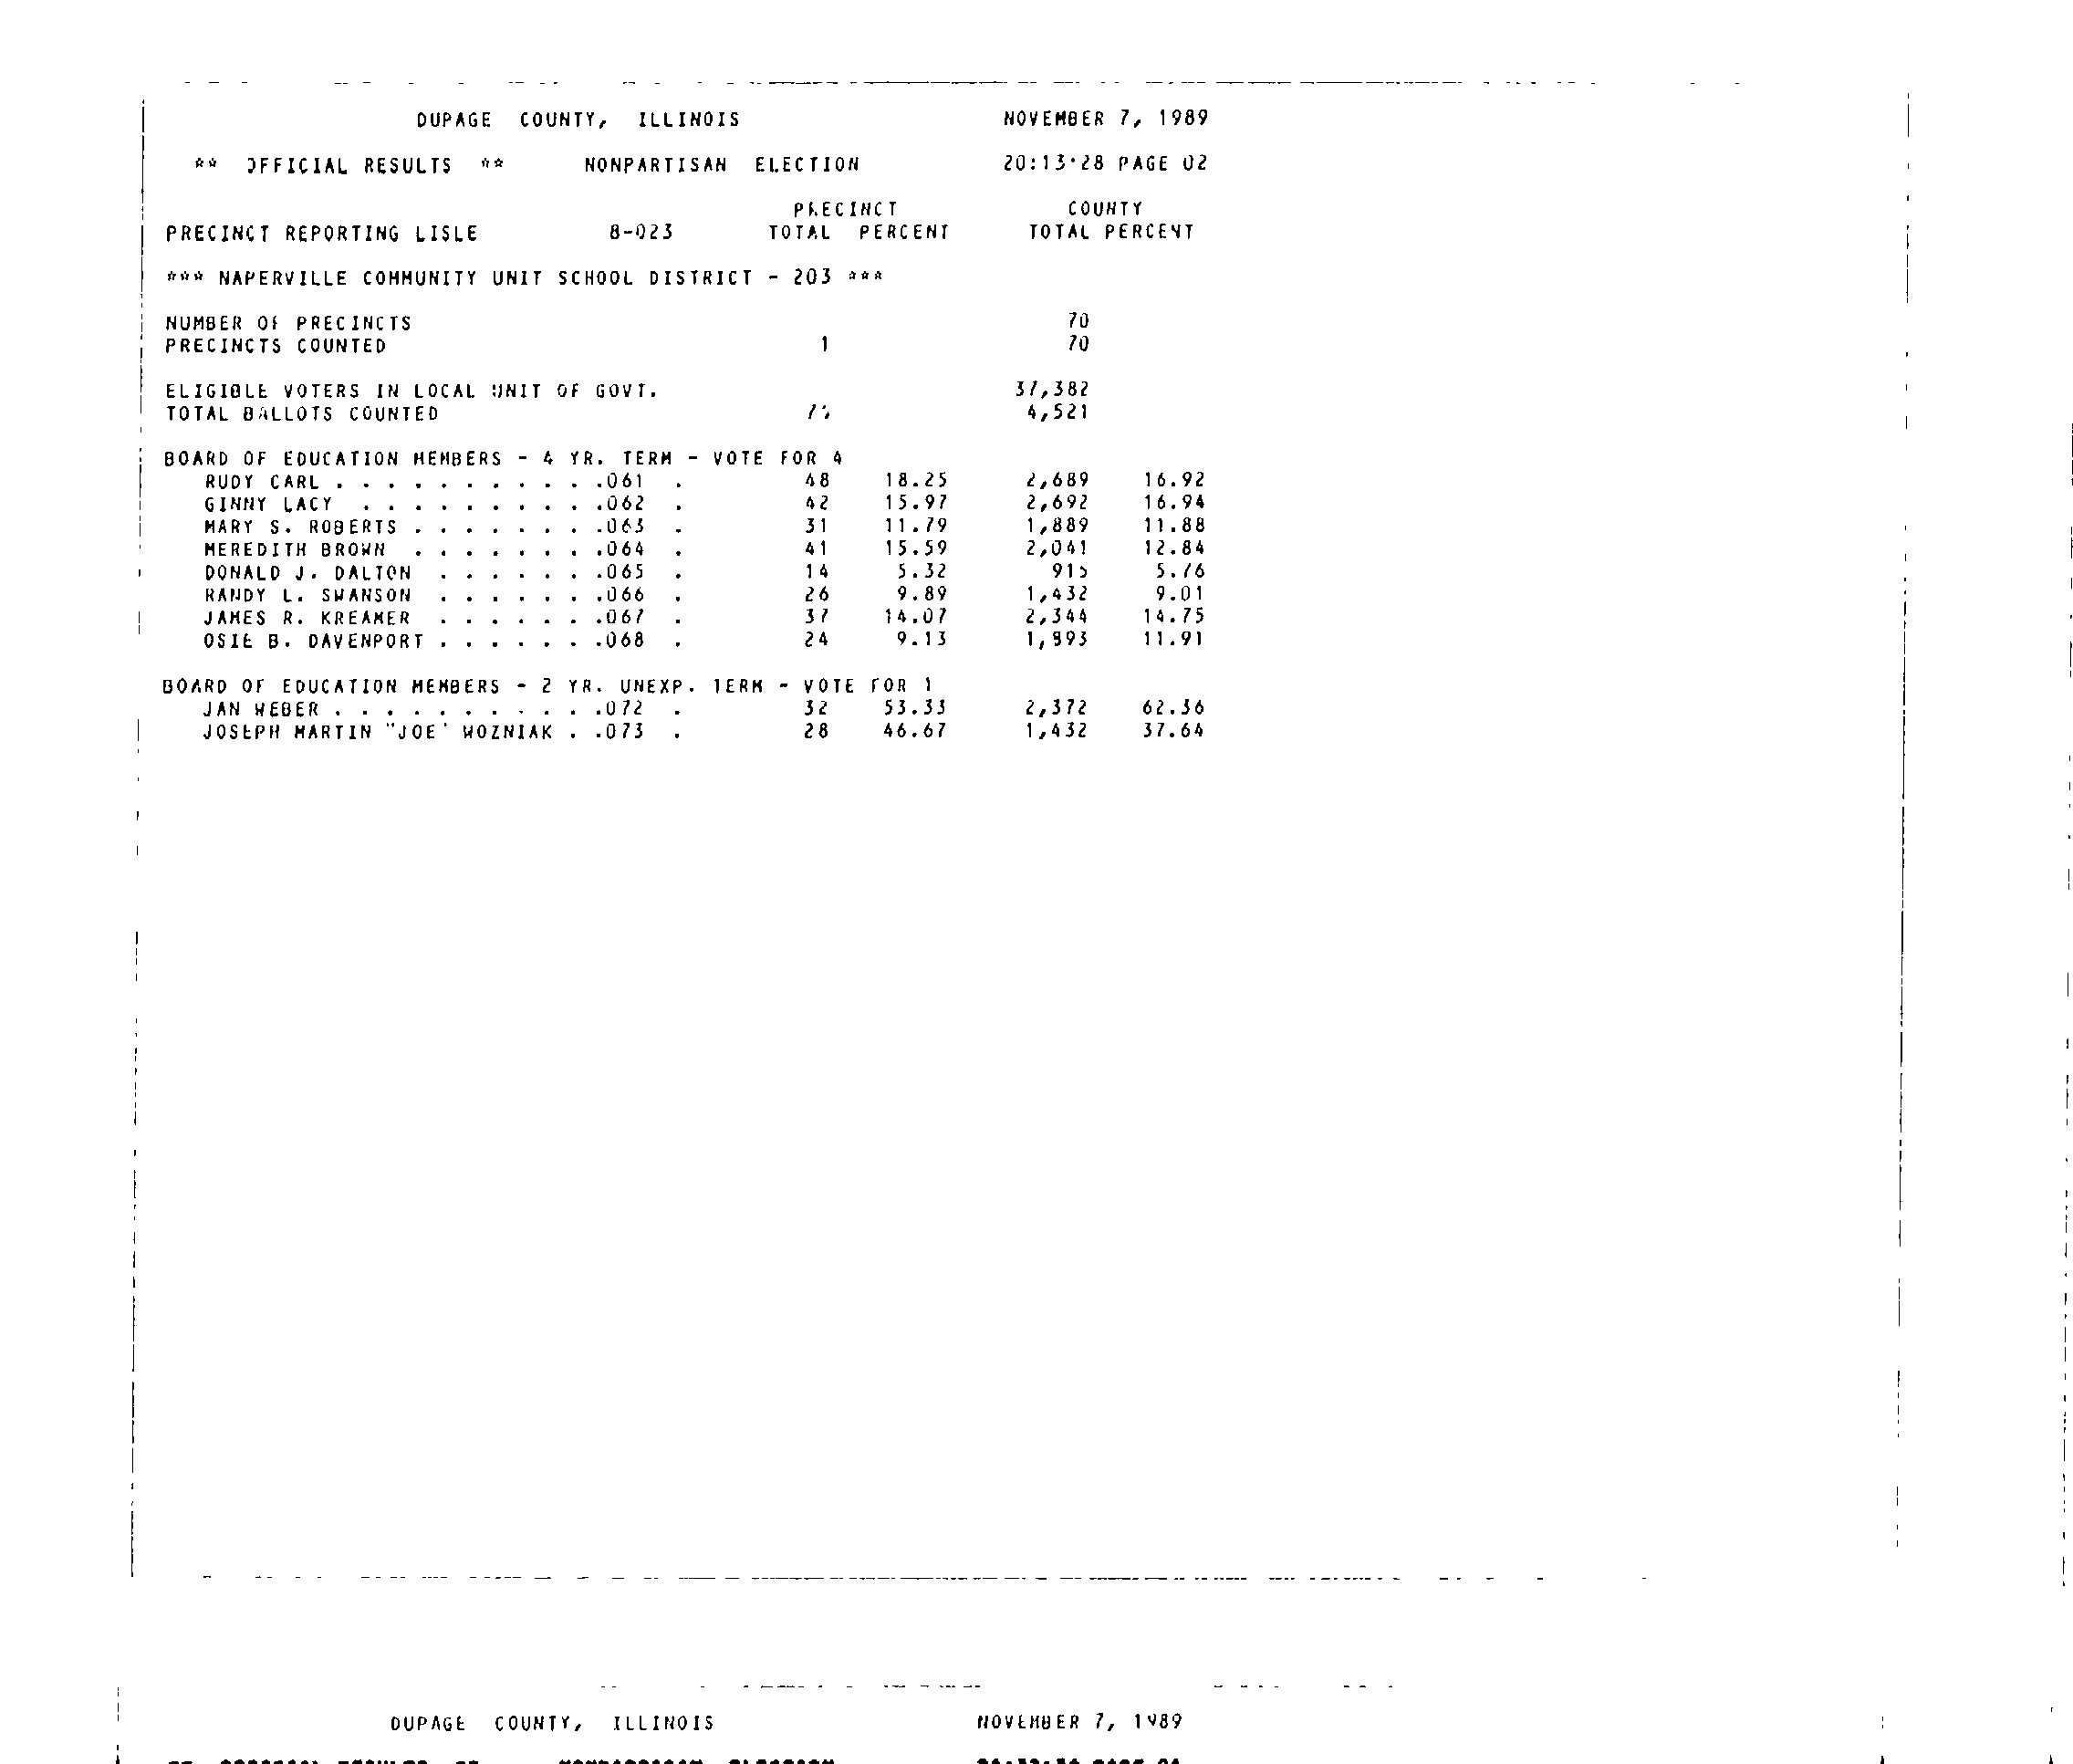 DUPAGE COUNTY, ILLINOIS NOVEMBER 7, 1989
** OFFICIAL RESULTS ** NONPARTISAN ELECTION 20:13:28 PAGE 02
PRECINCT COUNTY
PRECINCT REPORTING LISLE 8-023 TOTAL PERCENT TOTAL PERCENT
*** NAPERVILLE COMMUNITY UNIT SCHOOL DISTRICT - 203 ***
NUMBER OF PRECINCTS 70
PRECINCTS COUNTED 1 70
ELIGIBLE VOTERS IN LOCAL UNIT OF GOVT. 37,382
TOTAL BALLOTS COUNTED 4,521
BOARD OF EDUCATION MEMBERS - 4 YR. TERM - VOTE FOR 4
RUDY CARL . . . . . . . . . . .061 . 48 18.25 2,689 16.92
GINNY LACY . . . . . . . . . .062 . 42 15.97 2,692 16.94
MARY S. ROBERTS . . . . . . . .063 . 31 11.79 1,889 11.88
MEREDITH BROWN . . . . . . . .064 . 41 15.59 2,041 12.84
DONALD J. DALTON . . . . . . .065 . 14 5.32 915 5.76
RANDY L. SWANSON . . . . . . .066 . 26 9.89 1,432 9.01
JAMES R. KREAMER . . . . . . .067 . 37 14.07 2,344 14.75
OSIE B. DAVENPORT . . . . . . .068 . 24 9.13 1,893 11.91
BOARD OF EDUCATION MEMBERS - 2 YR. UNEXP. TERM - VOTE FOR 1
JAN WEBER . . . . . . . . . . .072 . 32 53.33 2,372 62.36
JOSEPH MARTIN "JOE" WOZNIAK . .073 . 28 46.67 1,432 37.64
DUPAGE COUNTY, ILLINOIS NOVEMBER 7, 1989